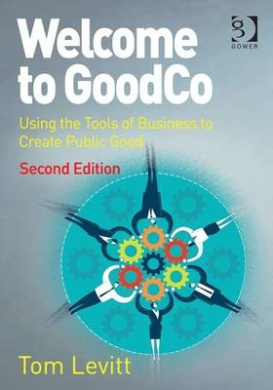 GOWER
Welcome
to GoodCo
Using the Tools of Business to
Create Public Good
Second Edition
Tom Levitt